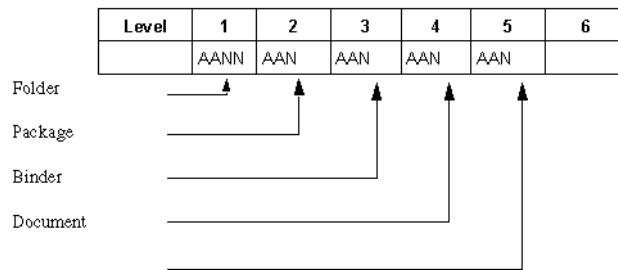 Level 1 2 3 4 5 6
AANN AAN AAN AAN AAN
Folder
Package
Binder
Document